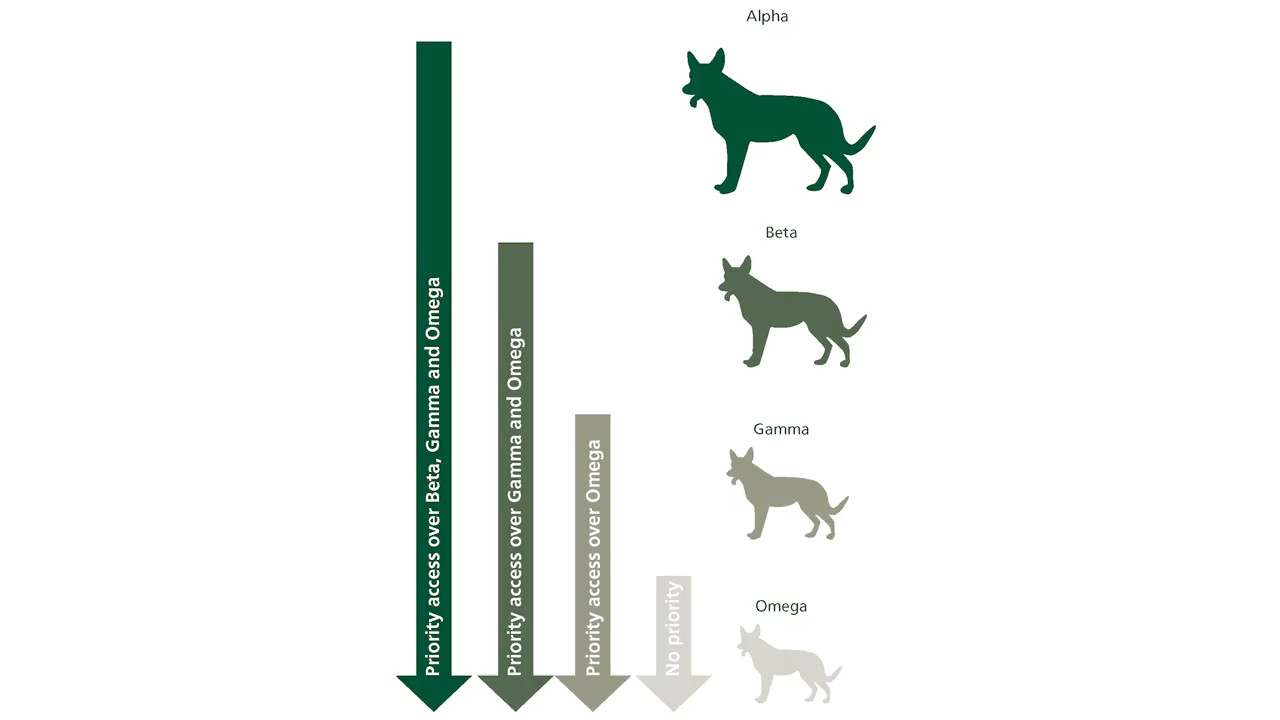 Alpha
Beta
Gamma
Omega
Priority access over Beta, Gamma and Omega
Priority access over Gamma and Omega
Priority access over Omega
No priority